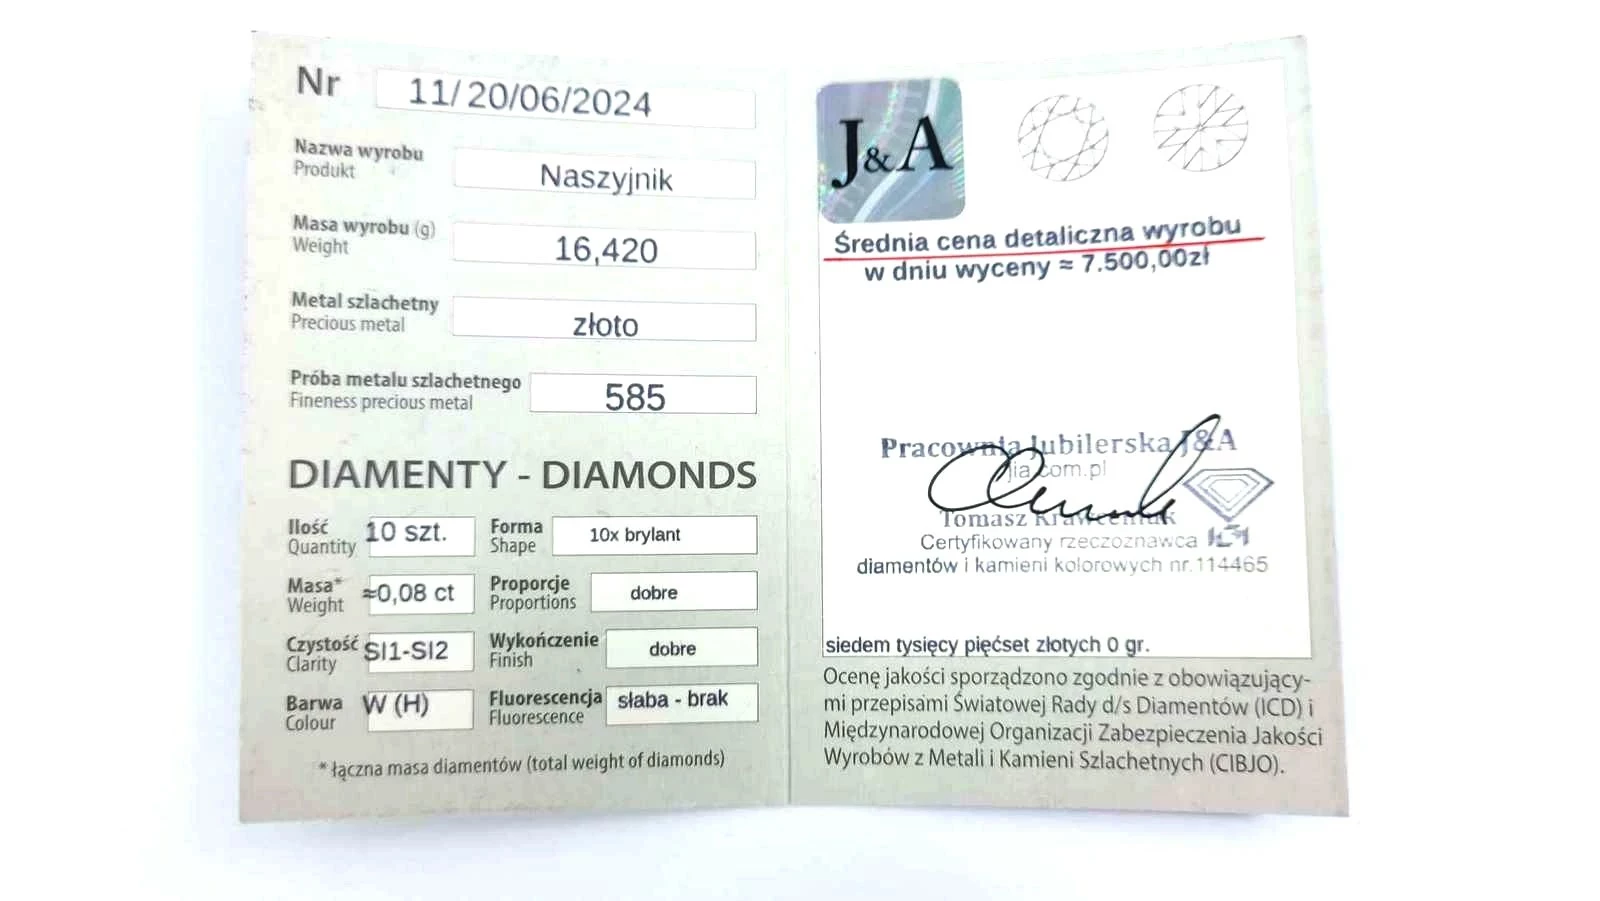 Nr 11/ 20/06/2024
Nazwa wyrobu
Produkt
Naszyjnik
Masa wyrobu (g)
Weight
16,420
Metal szlachetny
Precious metal
złoto
Próba metalu szlachetnego
Fineness precious metal
585
DIAMENTY - DIAMONDS
Ilość
Quantity
10 szt.
Forma
Shape
10x brylant
Masa*
Weight
≈0,08 ct
Proporcje
Proportions
dobre
Czystość
Clarity
SI1-SI2
Wykończenie
Finish
dobre
Barwa
Colour
W (H)
Fluorescencja
Fluorescence
słaba - brak
* łączna masa diamentów (total weight of diamonds)
J&A
Średnia cena detaliczna wyrobu
w dniu wyceny ≈ 7.500,00zł
Pracownia Jubilerska J&A
jia.com.pl
Tomasz
Certyfikowany rzeczoznawca
diamentów i kamieni kolorowych nr.114465
siedem tysięcy pięćset złotych 0 gr.
Ocenę jakości sporządzono zgodnie z obowiązujący-
mi przepisami Światowej Rady d/s Diamentów (ICD) i
Międzynarodowej Organizacji Zabezpieczenia Jakości
Wyrobów z Metali i Kamieni Szlachetnych (CIBJO).